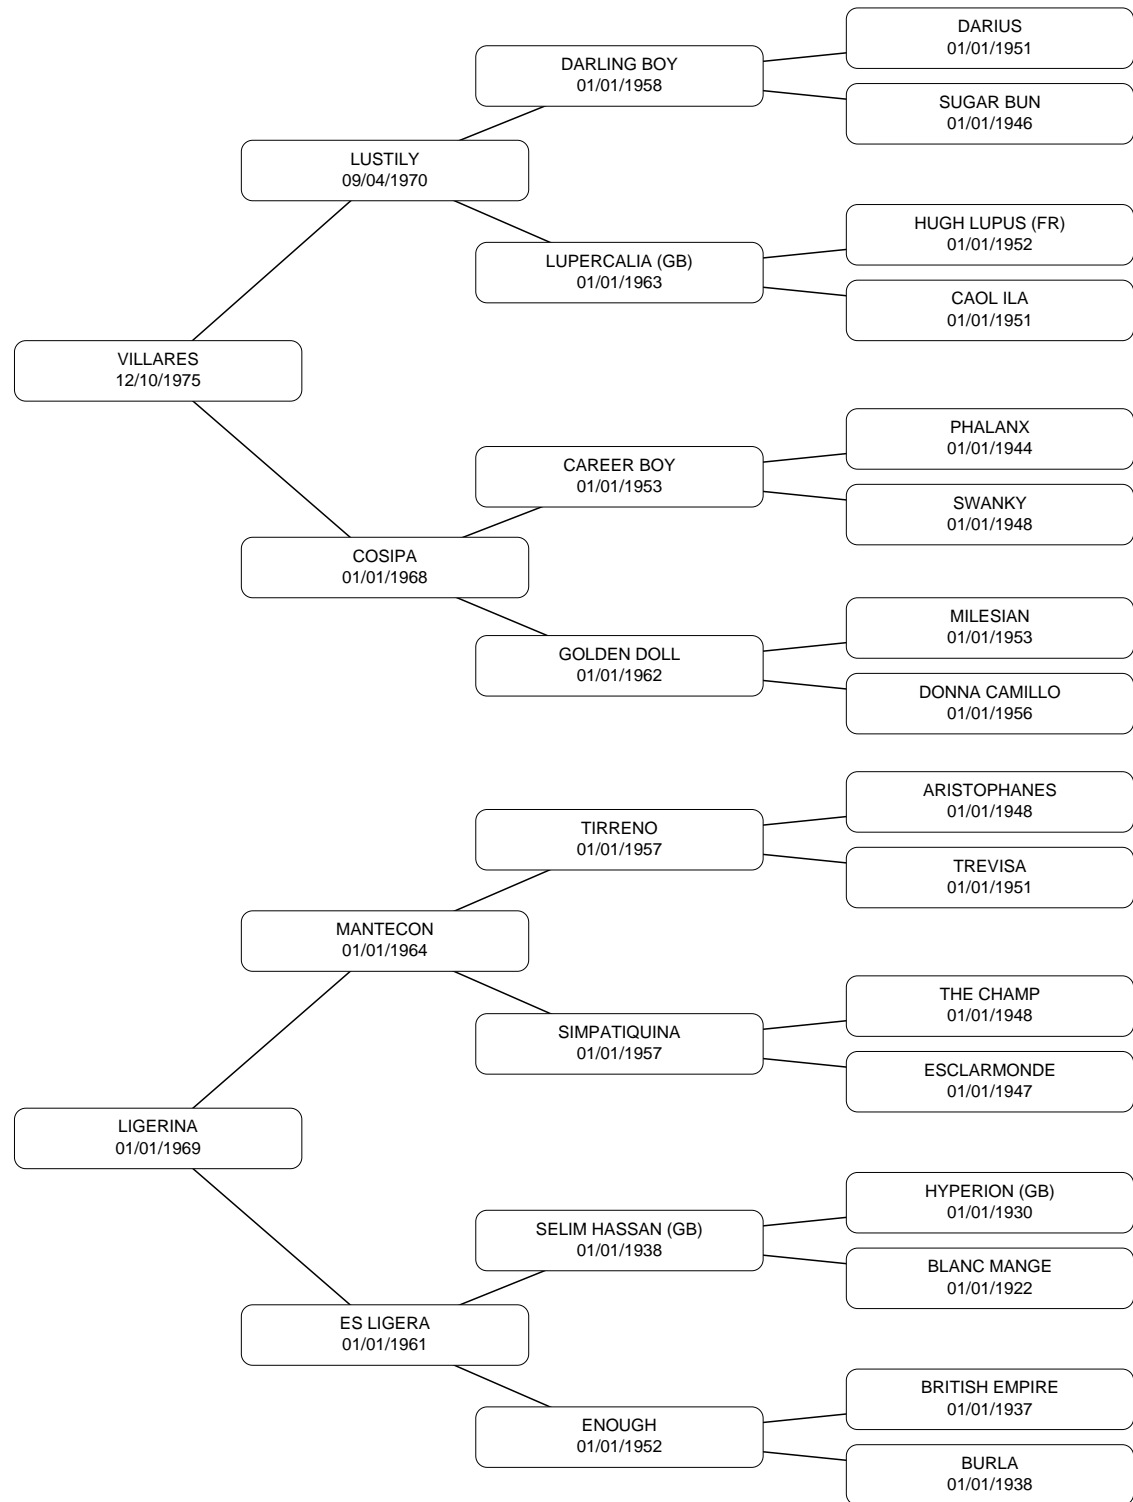 DARIUS
01/01/1951
DARLING BOY
01/01/1958
SUGAR BUN
01/01/1946
LUSTILY
09/04/1970
HUGH LUPUS (FR)
01/01/1952
LUPERCALIA (GB)
01/01/1963
CAOL ILA
01/01/1951
VILLARES
12/10/1975
PHALANX
01/01/1944
CAREER BOY
01/01/1953
SWANKY
01/01/1948
COSIPA
01/01/1968
MILESIAN
01/01/1953
GOLDEN DOLL
01/01/1962
DONNA CAMILLO
01/01/1956
ARISTOPHANES
01/01/1948
TIRRENO
01/01/1957
TREVISA
01/01/1951
MANTECON
01/01/1964
THE CHAMP
01/01/1948
SIMPATIQUINA
01/01/1957
ESCLARMONDE
01/01/1947
LIGERINA
01/01/1969
HYPERION (GB)
01/01/1930
SELIM HASSAN (GB)
01/01/1938
BLANC MANGE
01/01/1922
ES LIGERA
01/01/1961
BRITISH EMPIRE
01/01/1937
ENOUGH
01/01/1952
BURLA
01/01/1938